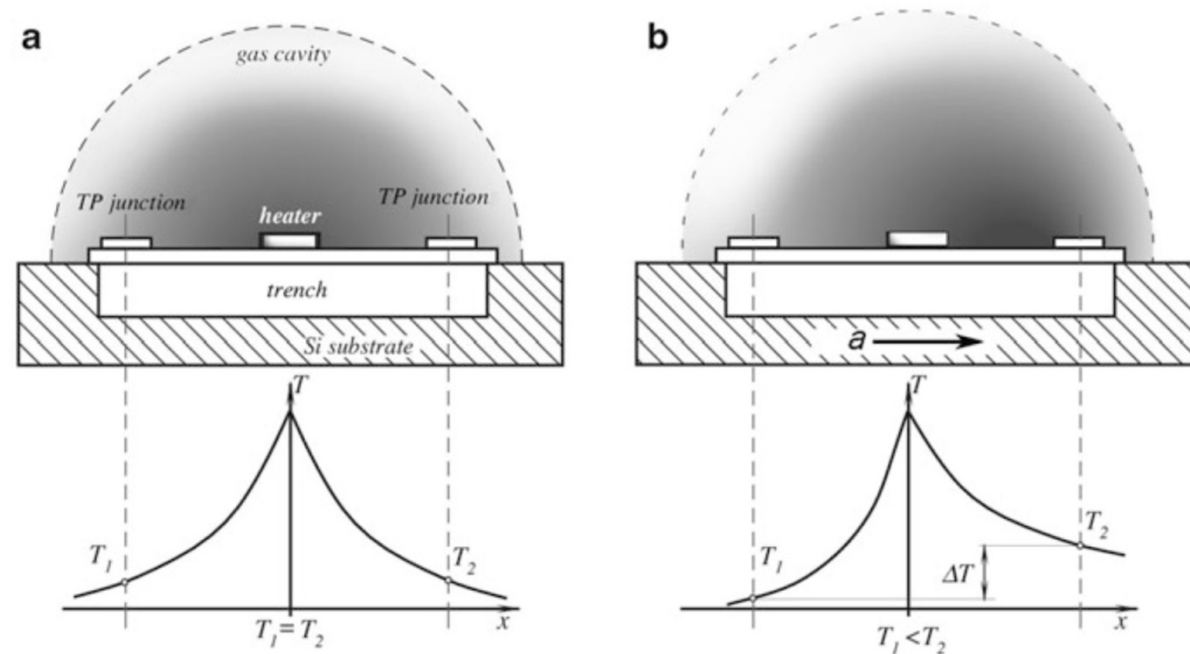 a
gas cavity
TP junction
TP junction
heater
trench
Si substrate
T
T₁
T₂
x
T₁ = T₂
b
a
T
T₁
T₂
ΔT
x
T₁ < T₂